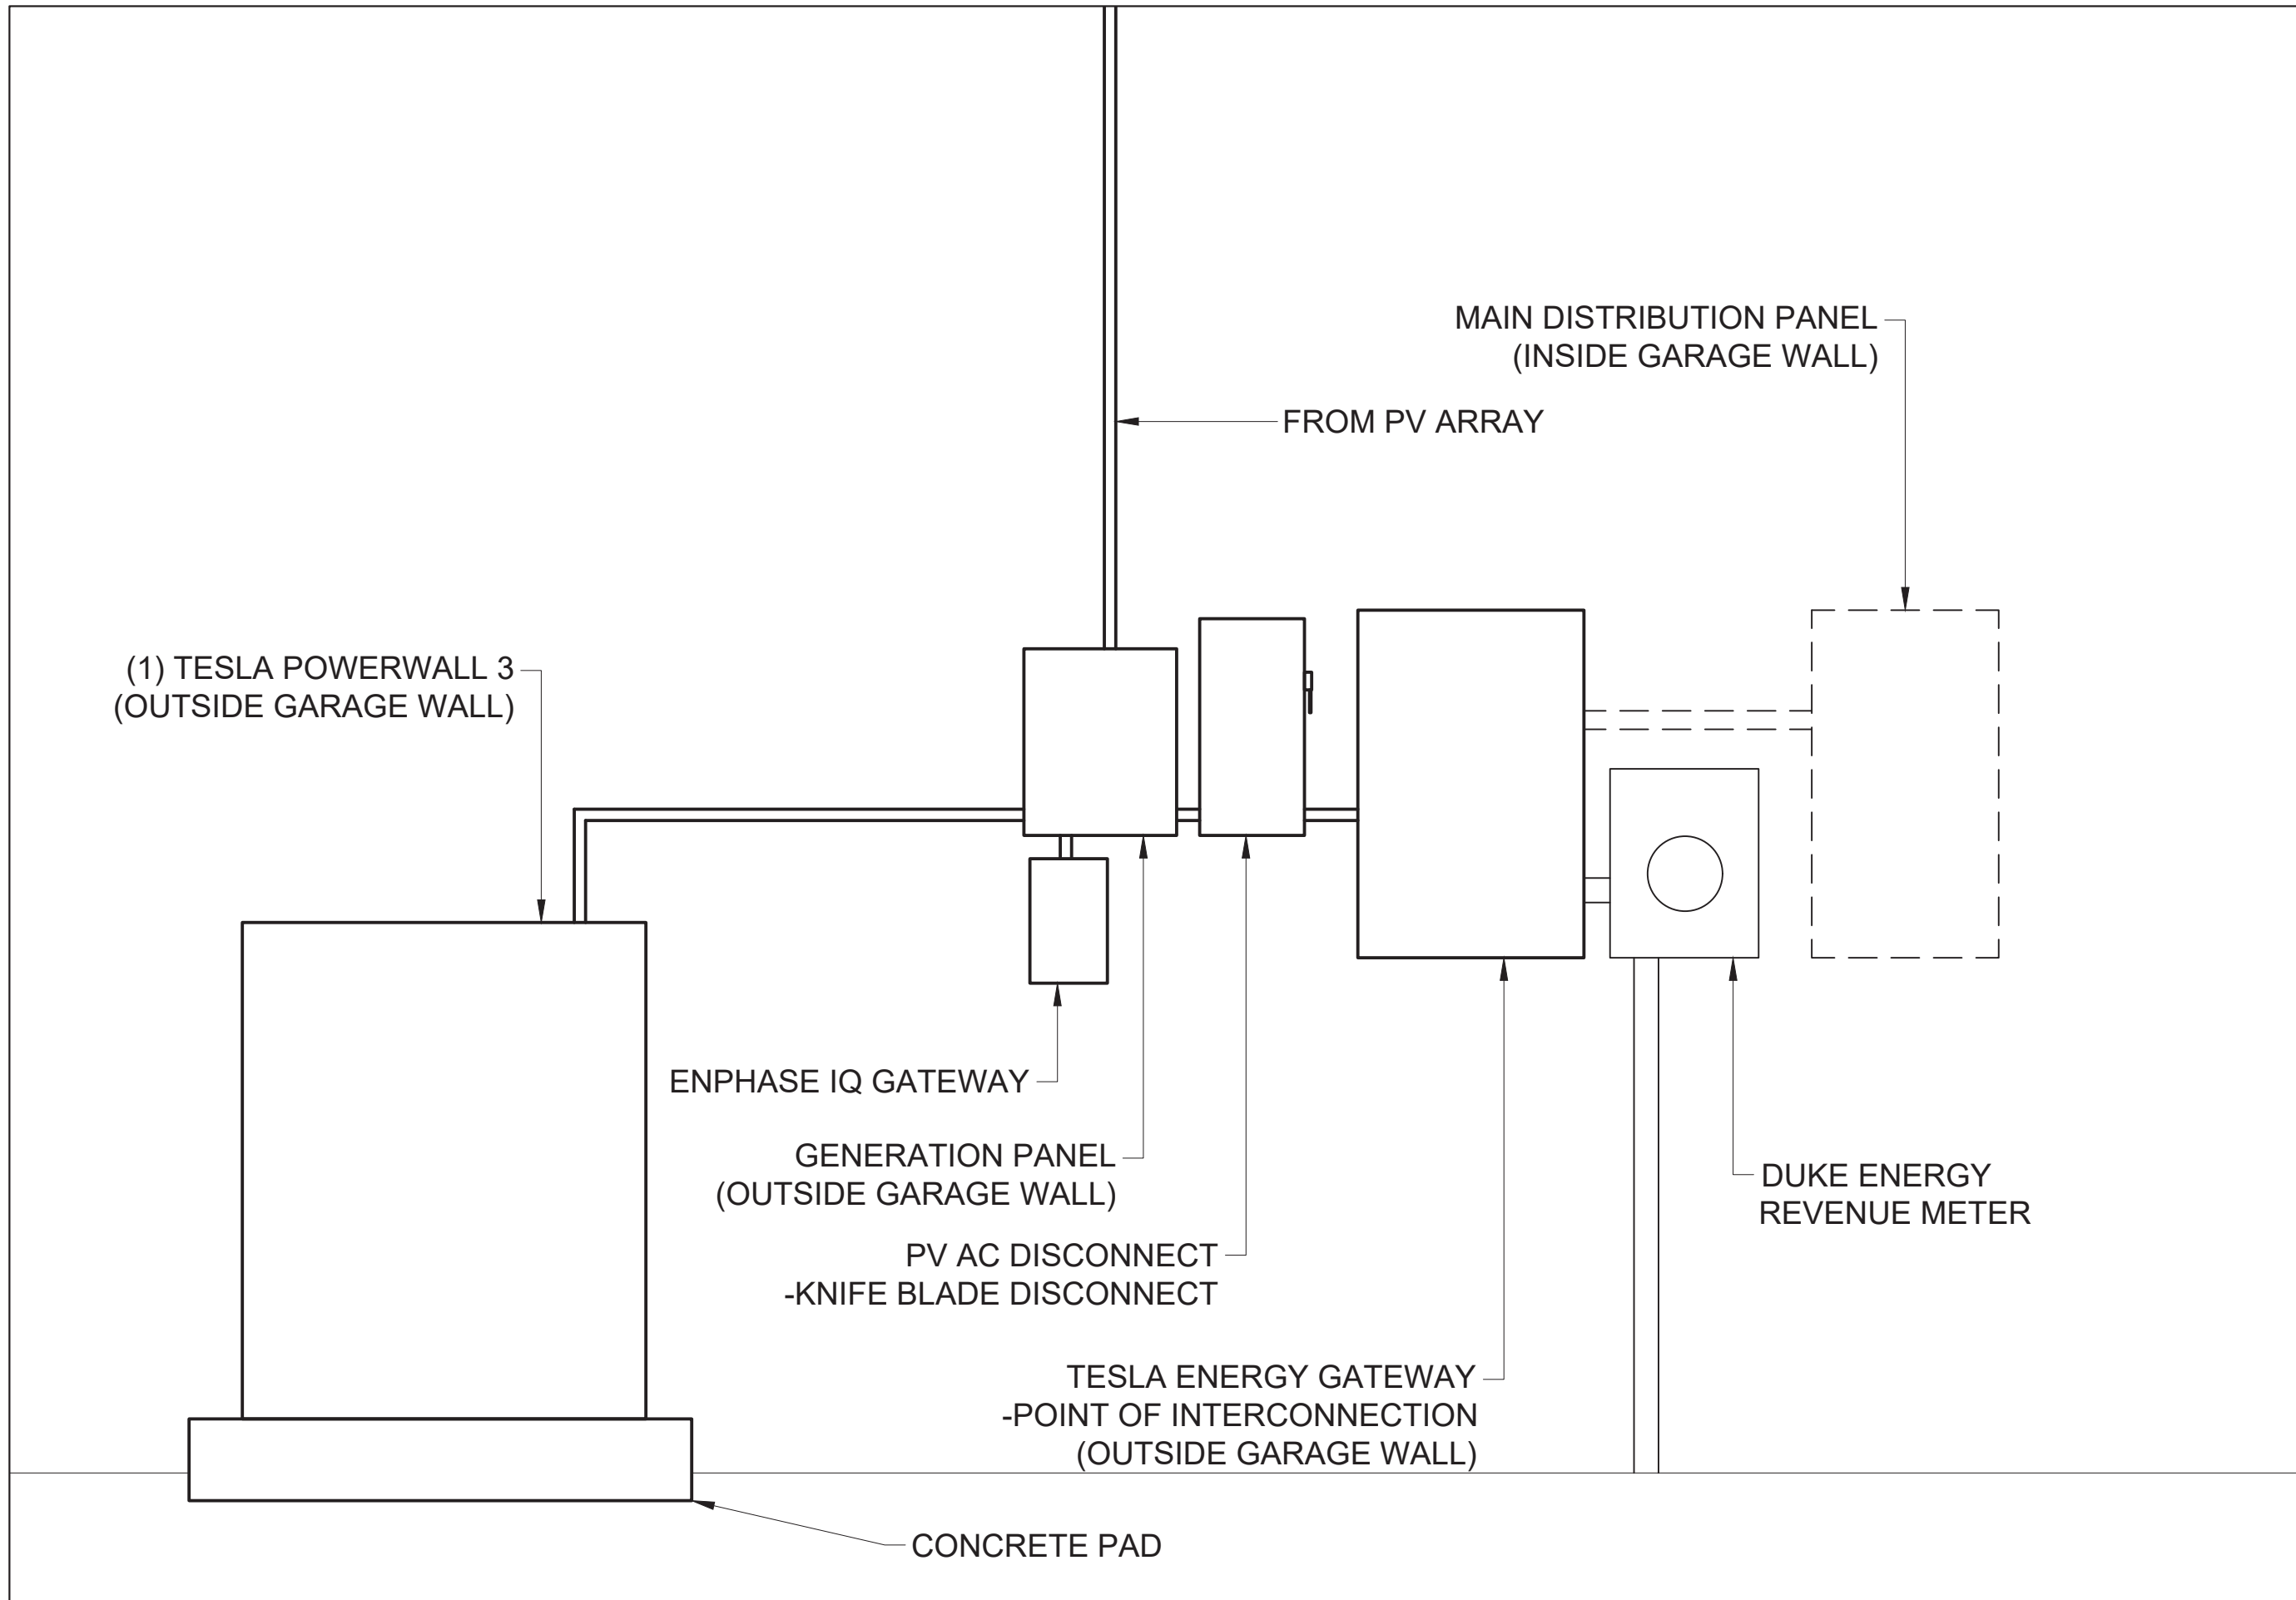 MAIN DISTRIBUTION PANEL
(INSIDE GARAGE WALL)
FROM PV ARRAY
(1) TESLA POWERWALL 3
(OUTSIDE GARAGE WALL)
ENPHASE IQ GATEWAY
GENERATION PANEL
(OUTSIDE GARAGE WALL)
DUKE ENERGY
REVENUE METER
PV AC DISCONNECT
-KNIFE BLADE DISCONNECT
TESLA ENERGY GATEWAY
-POINT OF INTERCONNECTION
(OUTSIDE GARAGE WALL)
CONCRETE PAD